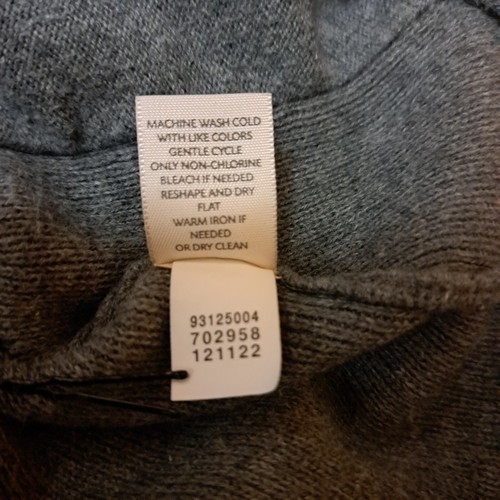 MACHINE WASH COLD
WITH LIKE COLORS
GENTLE CYCLE
ONLY NON-CHLORINE
BLEACH IF NEEDED
RESHAPE AND DRY
FLAT
WARM IRON IF
NEEDED
OR DRY CLEAN
93125004
702958
121122